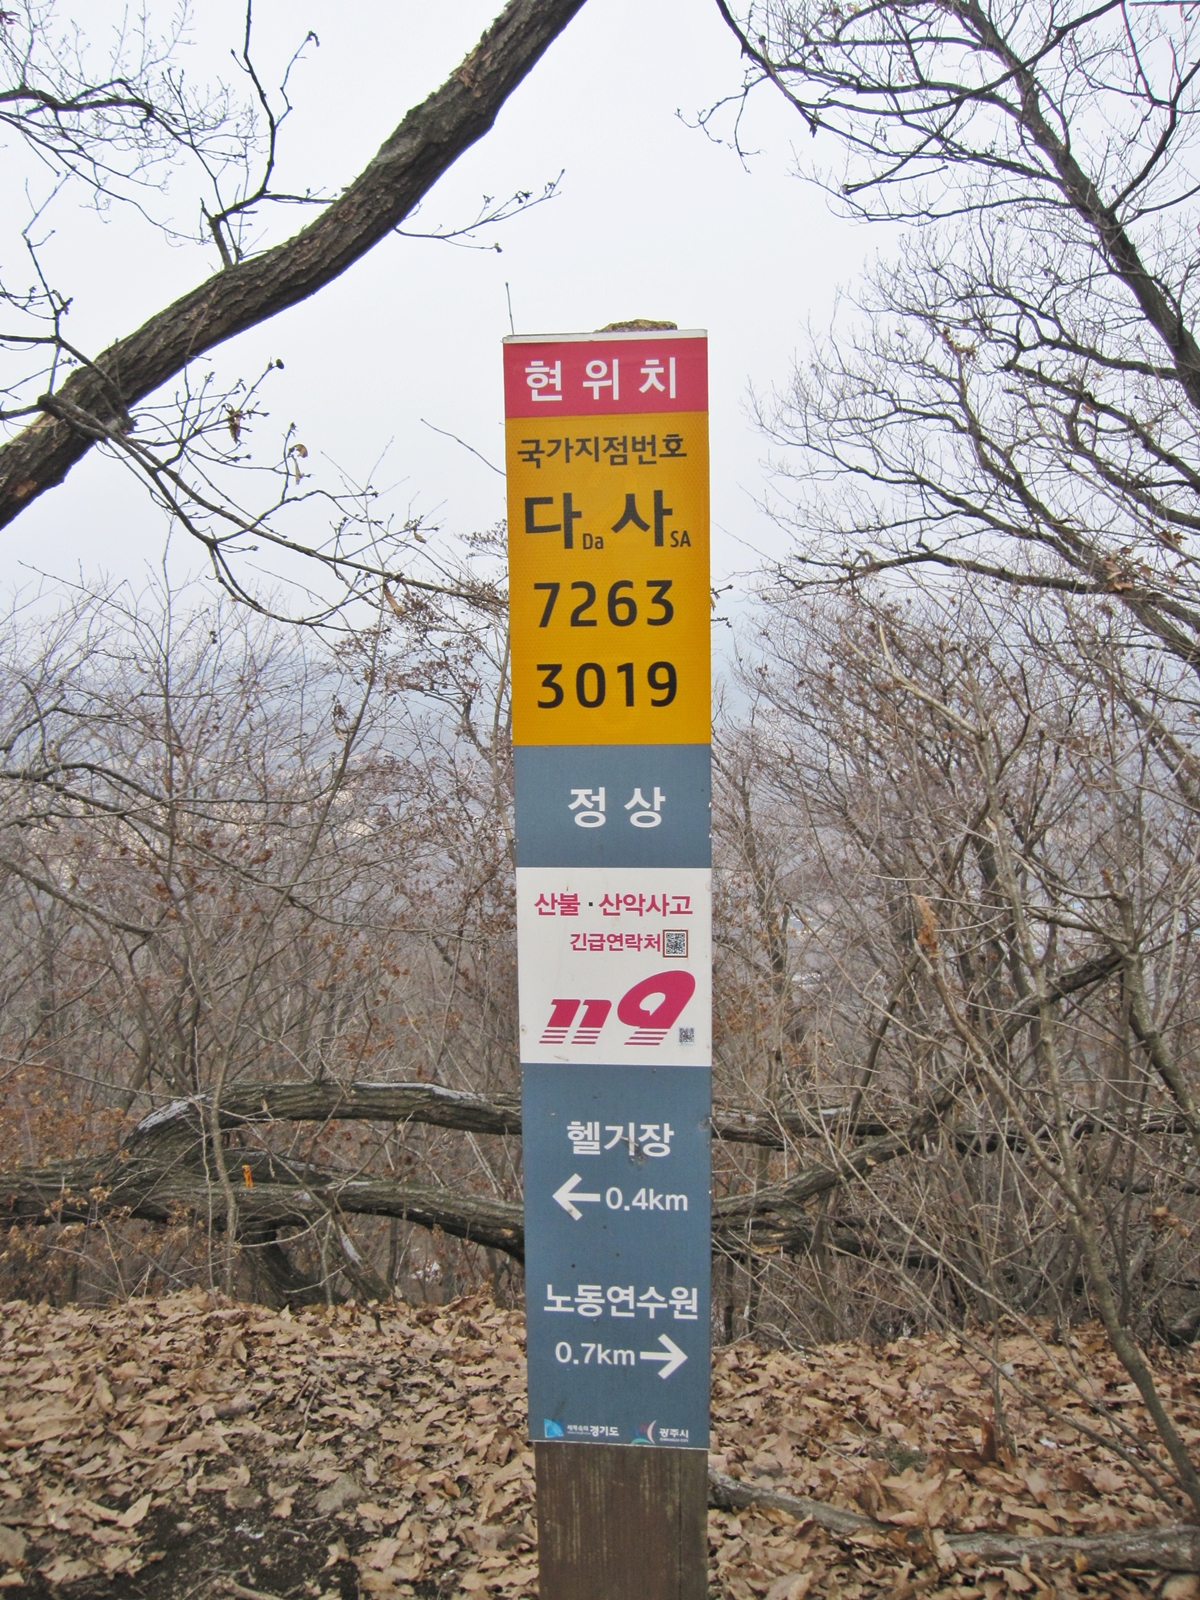 현위치
국가지점번호
다Da 사SA
7263
3019
정상
산불·산악사고
긴급연락처
119
헬기장
←0.4km
노동연수원
0.7km→
경기도 광주시